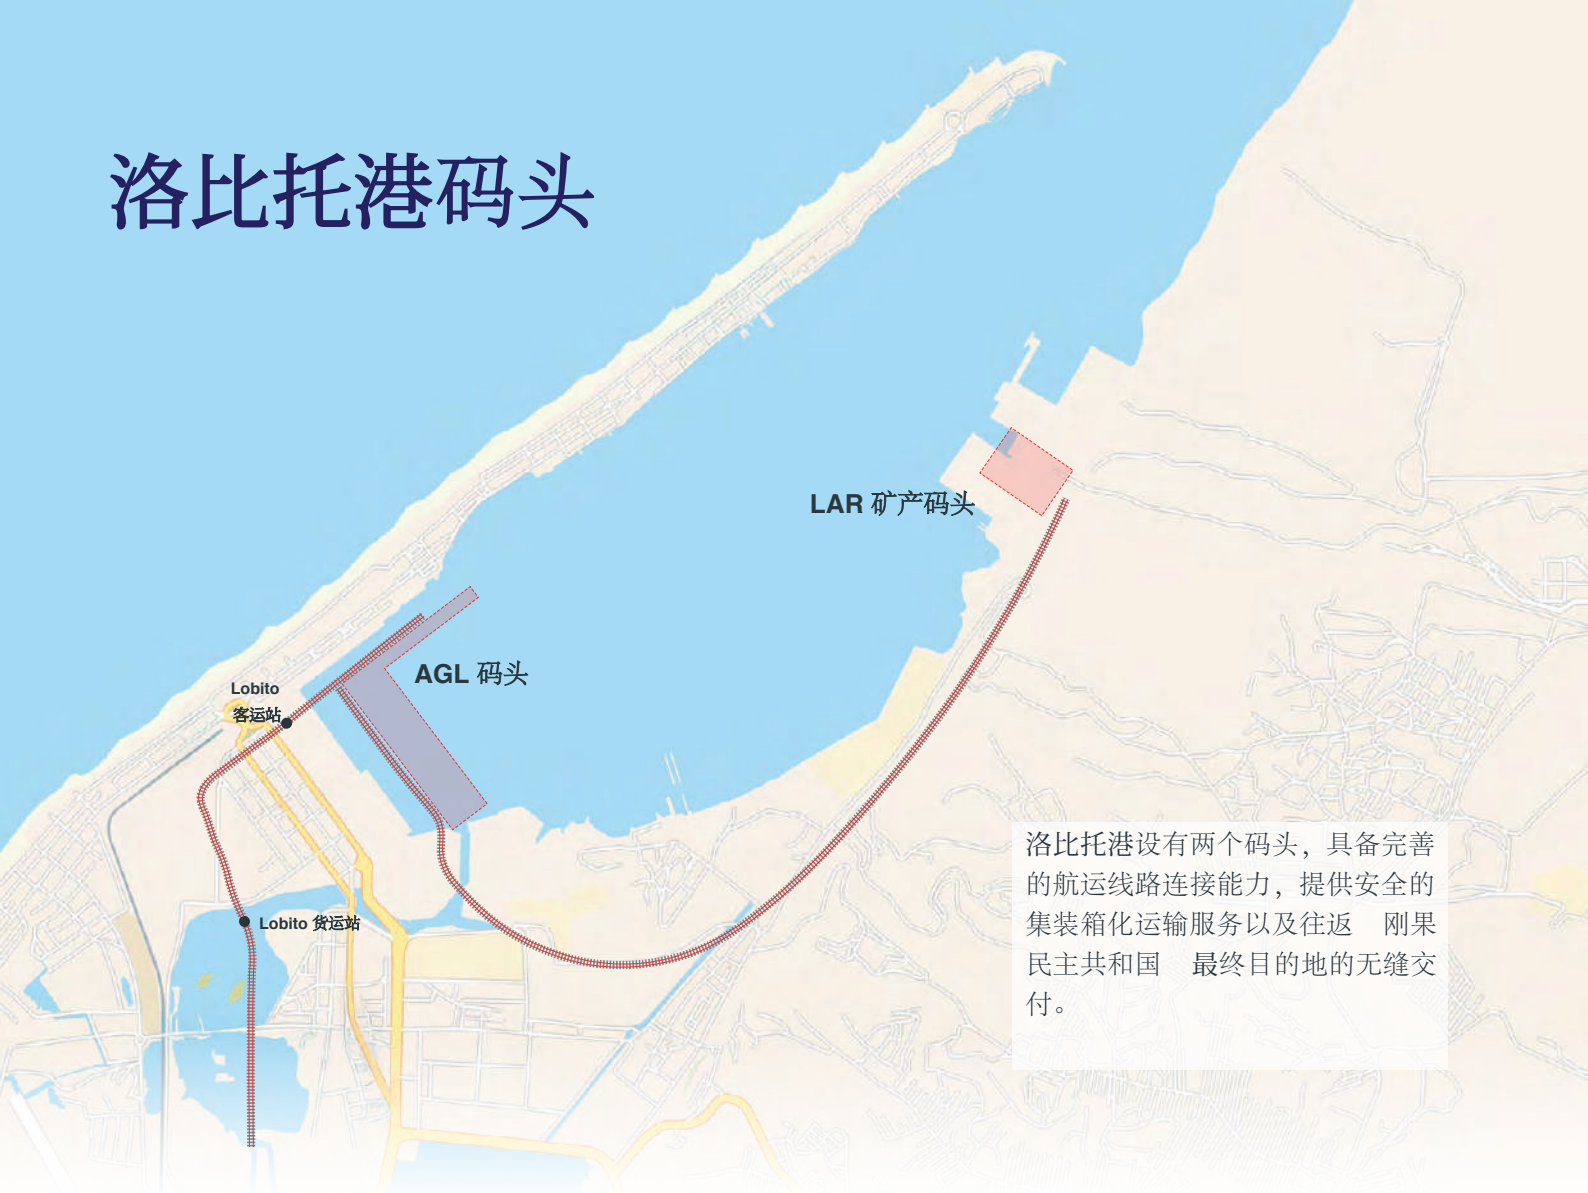 洛比托港码头
LAR 矿产码头
AGL 码头
Lobito
客运站
Lobito 货运站
洛比托港设有两个码头，具备完善
的航运线路连接能力，提供安全的
集装箱化运输服务以及往返　刚果
民主共和国　最终目的地的无缝交
付。